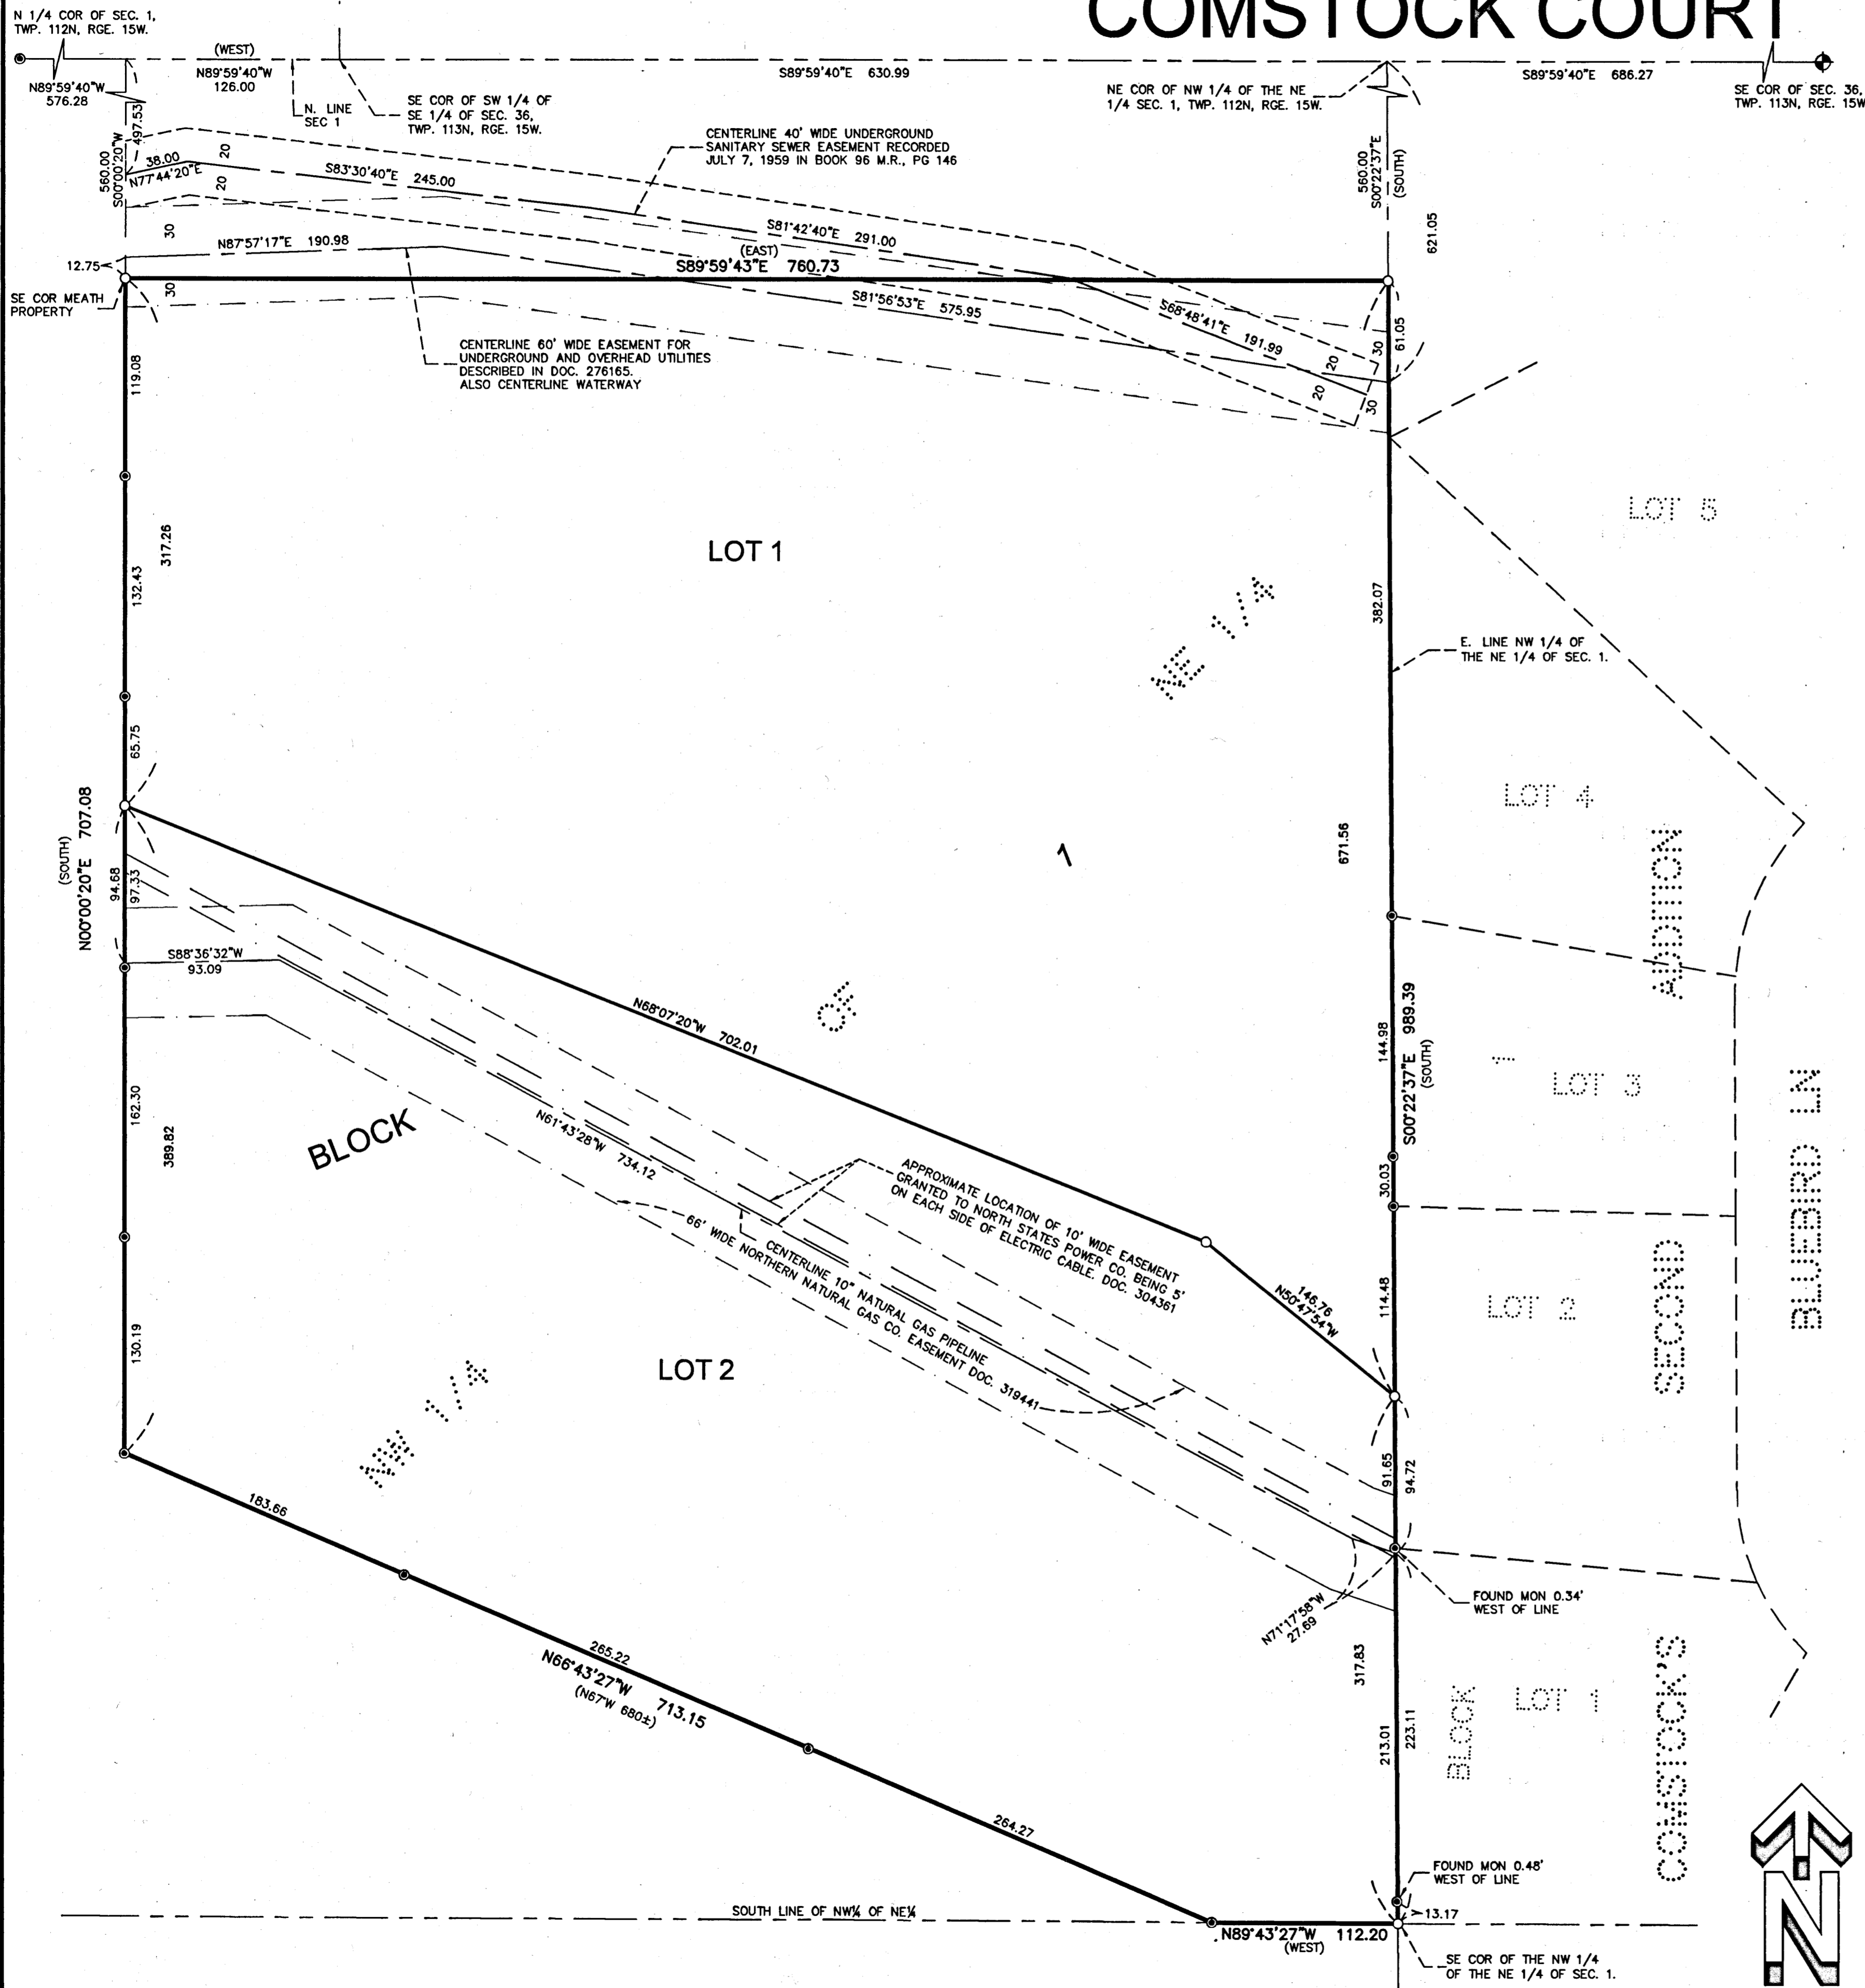 COMSTOCK COURT
N 1/4 COR OF SEC. 1,
TWP. 112N, RGE. 15W.
(WEST)
N89°59'40"W
126.00
N89°59'40"W
576.28
N. LINE
SEC 1
SE COR OF SW 1/4 OF
SE 1/4 OF SEC. 36,
TWP. 113N, RGE. 15W.
S89°59'40"E 630.99
NE COR OF NW 1/4 OF THE NE
1/4 SEC. 1, TWP. 112N, RGE. 15W.
S89°59'40"E 686.27
SE COR OF SEC. 36,
TWP. 113N, RGE. 15W
497.53
560.00
S00°00'20"W
38.00
N77°44'20"E
20
20
S83°30'40"E 245.00
CENTERLINE 40' WIDE UNDERGROUND
SANITARY SEWER EASEMENT RECORDED
JULY 7, 1959 IN BOOK 96 M.R., PG 146
560.00
S00°22'37"E
(SOUTH)
621.05
30
N87°57'17"E 190.98
S81°42'40"E 291.00
(EAST)
S89°59'43"E 760.73
12.75
30
SE COR MEATH
PROPERTY
S81°56'53"E 575.95
S68°48'41"E
191.99
30
61.05
20
20
30
CENTERLINE 60' WIDE EASEMENT FOR
UNDERGROUND AND OVERHEAD UTILITIES
DESCRIBED IN DOC. 276165.
ALSO CENTERLINE WATERWAY
119.08
LOT 5
LOT 1
317.26
132.43
NE 1/4
382.07
E. LINE NW 1/4 OF
THE NE 1/4 OF SEC. 1.
65.75
LOT 4
N00°00'20"E 707.08
(SOUTH)
671.56
1
ADDITION
94.68
97.33
S88°36'32"W
93.09
N68°07'20"W 702.01
OF
144.98
S00°22'37"E 989.39
(SOUTH)
1
LOT 3
BLUEBIRD LN
162.30
389.82
BLOCK
N61°43'28"W 734.12
APPROXIMATE LOCATION OF 10' WIDE EASEMENT
GRANTED TO NORTH STATES POWER CO. BEING 5'
ON EACH SIDE OF ELECTRIC CABLE. DOC. 304361
30.03
CENTERLINE 10" NATURAL GAS PIPELINE
66' WIDE NORTHERN NATURAL GAS CO. EASEMENT DOC. 319441
146.76
N50°47'54"W
114.48
LOT 2
SECOND
130.19
LOT 2
NW 1/4
91.65
94.72
183.66
FOUND MON 0.34'
WEST OF LINE
N71°17'58"W
27.69
265.22
N66°43'27"W 713.15
(N67°W 680±)
317.83
213.01
223.11
BLOCK
LOT 1
COMSTOCK'S
264.27
FOUND MON 0.48'
WEST OF LINE
SOUTH LINE OF NW¼ OF NE¼
13.17
N89°43'27"W 112.20
(WEST)
SE COR OF THE NW 1/4
OF THE NE 1/4 OF SEC. 1.
N